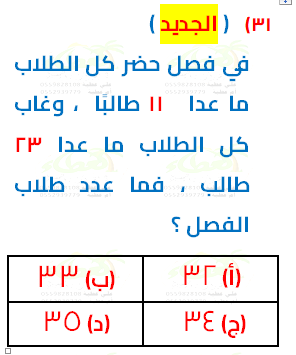 (٣١ ( الجديد )
في فصل حضر كل الطلاب
ما عدا ١١ طالبًا ، وغاب
كل الطلاب ما عدا ٢٣
طالب ، فما عدد طلاب
الفصل ؟
(أ) ٣٢ (ب) ٣٣
(ج) ٣٤ (د) ٣٥